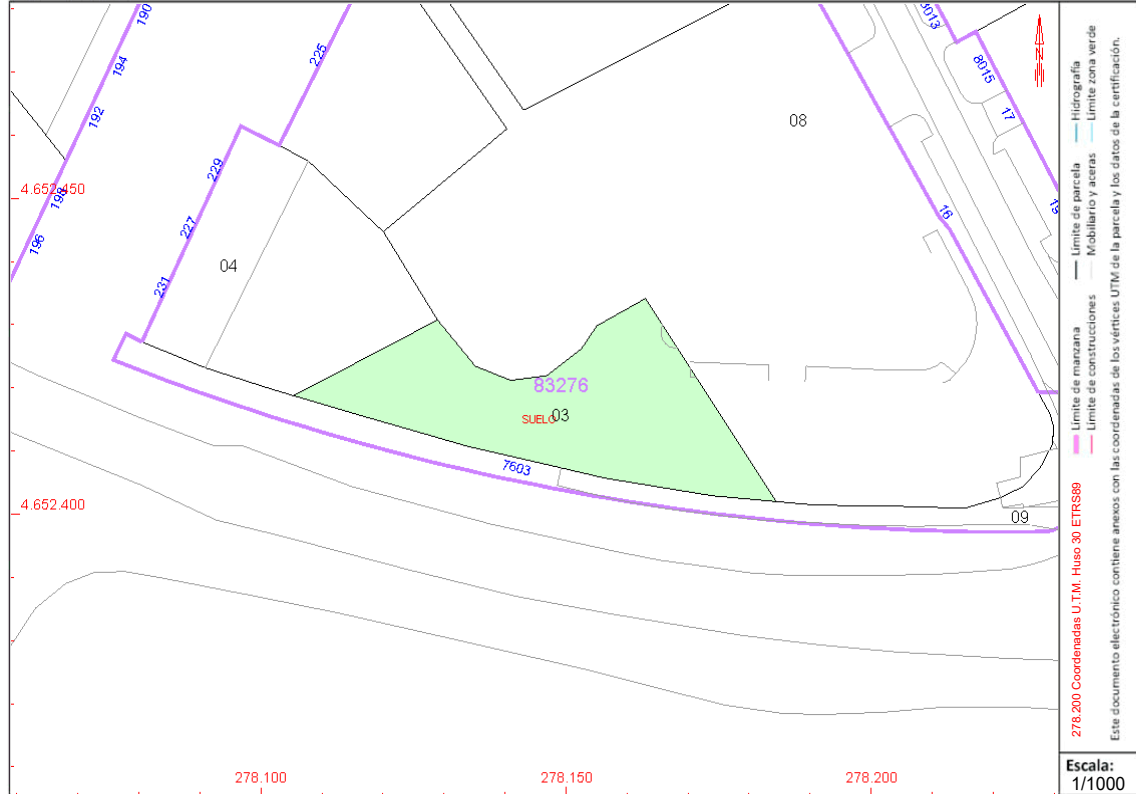 190
194
192
198
196
225
229
227
231
04
4.652.450
08
8013
8015
17
16
19
83276
03
SUELO
7603
4.652.400
09
278.100
278.150
278.200
278.200 Coordenadas U.T.M. Huso 30 ETRS89
Límite de manzana
Límite de construcciones
Límite de parcela
Mobiliario y aceras
Hidrografía
Límite zona verde
Este documento electrónico contiene anexos con las coordenadas de los vértices UTM de la parcela y los datos de la certificación.
N
Escala:
1/1000